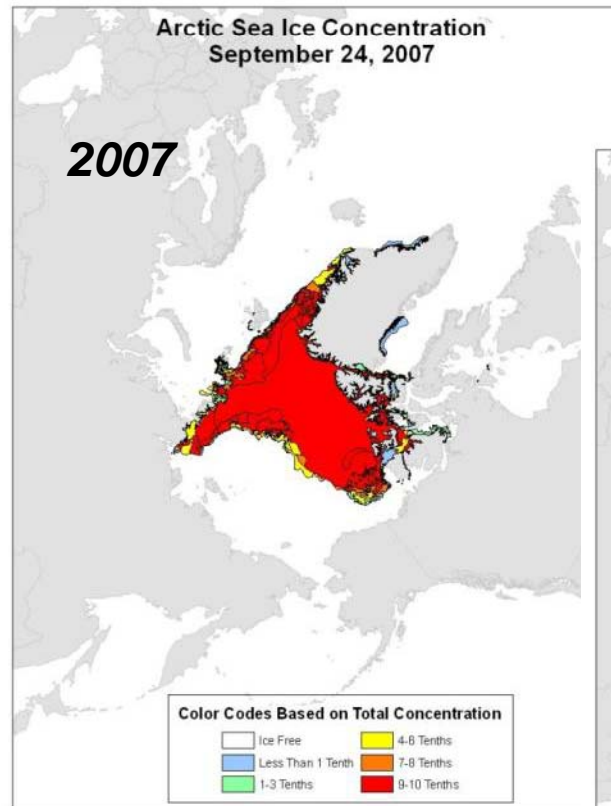 Arctic Sea Ice Concentration
September 24, 2007
2007
Color Codes Based on Total Concentration
Ice Free
Less Than 1 Tenth
1-3 Tenths
4-6 Tenths
7-8 Tenths
9-10 Tenths